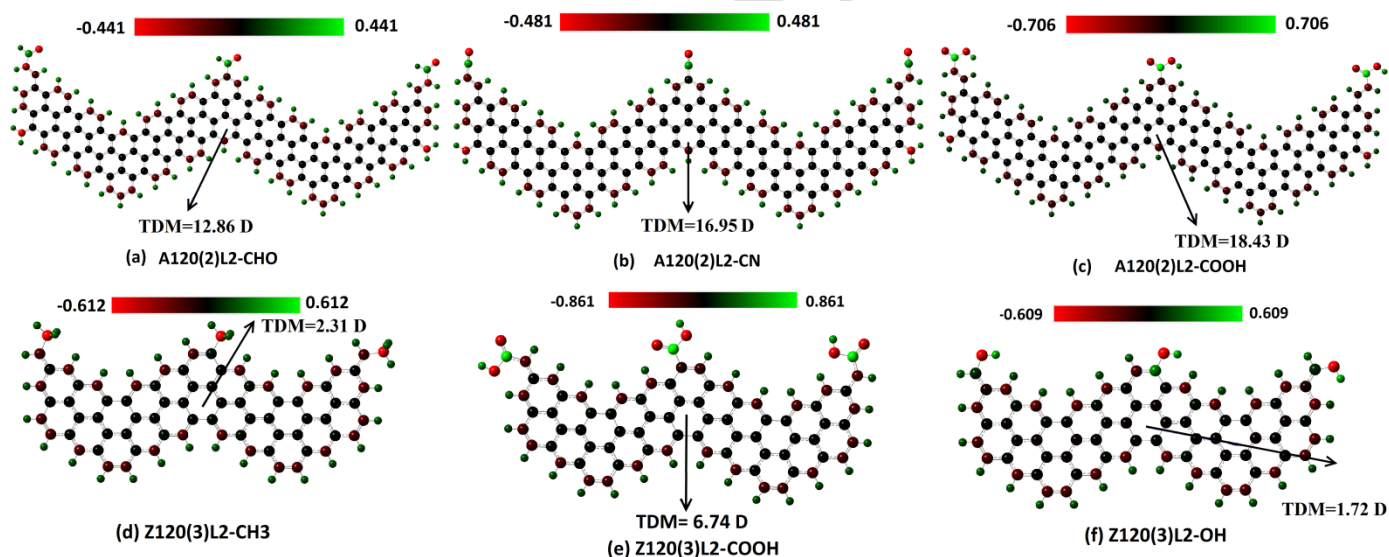 -0.441 0.441
TDM=12.86 D
(a) A120(2)L2-CHO
-0.481 0.481
TDM=16.95 D
(b) A120(2)L2-CN
-0.706 0.706
TDM=18.43 D
(c) A120(2)L2-COOH
-0.612 0.612
TDM=2.31 D
(d) Z120(3)L2-CH3
-0.861 0.861
TDM= 6.74 D
(e) Z120(3)L2-COOH
-0.609 0.609
TDM=1.72 D
(f) Z120(3)L2-OH